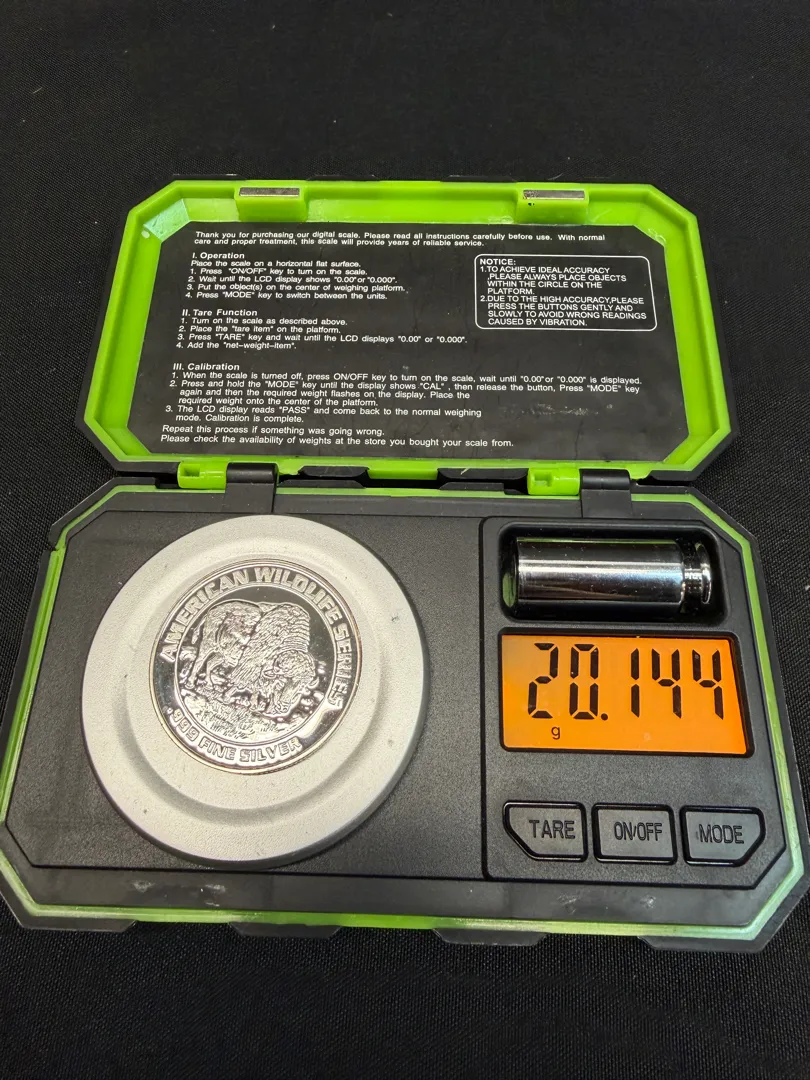 Thank you for purchasing our digital scale. Please read all instructions carefully before use. With normal
care and proper treatment, this scale will provide years of reliable service.
I. Operation
Place the scale on a horizontal flat surface.
1. Press "ON/OFF" key to turn on the scale.
2. Wait until the LCD display shows "0.00"or "0.000".
3. Put the object(s) on the center of weighing platform.
4. Press "MODE" key to switch between the units.
II. Tare Function
1. Turn on the scale as described above.
2. Place the "tare item" on the platform.
3. Press "TARE" key and wait until the LCD displays "0.00" or "0.000".
4. Add the "net-weight-item".
III. Calibration
1. When the scale is turned off, press ON/OFF key to turn on the scale, wait until "0.00"or "0.000" is displayed.
2. Press and hold the "MODE" key until the display shows "CAL" , then release the button, Press "MODE" key
again and then the required weight flashes on the display. Place the
required weight onto the center of the platform.
3. The LCD display reads "PASS" and come back to the normal weighing
mode. Calibration is complete.
Repeat this process if something was going wrong.
Please check the availability of weights at the store you bought your scale from.
NOTICE:
1.TO ACHIEVE IDEAL ACCURACY
,PLEASE ALWAYS PLACE OBJECTS
WITHIN THE CIRCLE ON THE
PLATFORM.
2.DUE TO THE HIGH ACCURACY,PLEASE
PRESS THE BUTTONS GENTLY AND
SLOWLY TO AVOID WRONG READINGS
CAUSED BY VIBRATION.
AMERICAN WILDLIFE SERIES
.999 FINE SILVER
20.144
g
TARE
ON/OFF
MODE